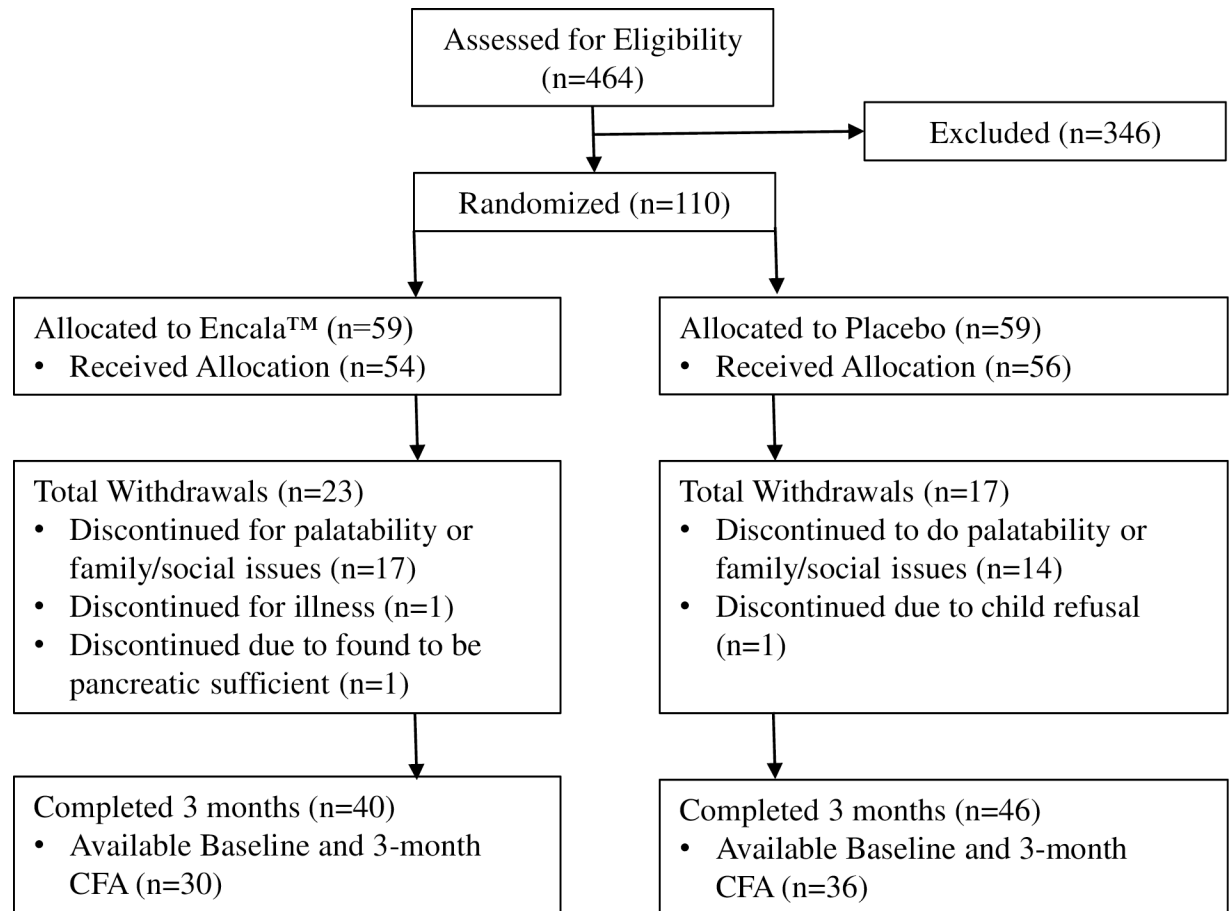 Assessed for Eligibility
(n=464)
Excluded (n=346)
Randomized (n=110)
Allocated to Encala™ (n=59)
• Received Allocation (n=54)
Allocated to Placebo (n=59)
• Received Allocation (n=56)
Total Withdrawals (n=23)
• Discontinued for palatability or
family/social issues (n=17)
• Discontinued for illness (n=1)
• Discontinued due to found to be
pancreatic sufficient (n=1)
Total Withdrawals (n=17)
• Discontinued to do palatability or
family/social issues (n=14)
• Discontinued due to child refusal
(n=1)
Completed 3 months (n=40)
• Available Baseline and 3-month
CFA (n=30)
Completed 3 months (n=46)
• Available Baseline and 3-month
CFA (n=36)